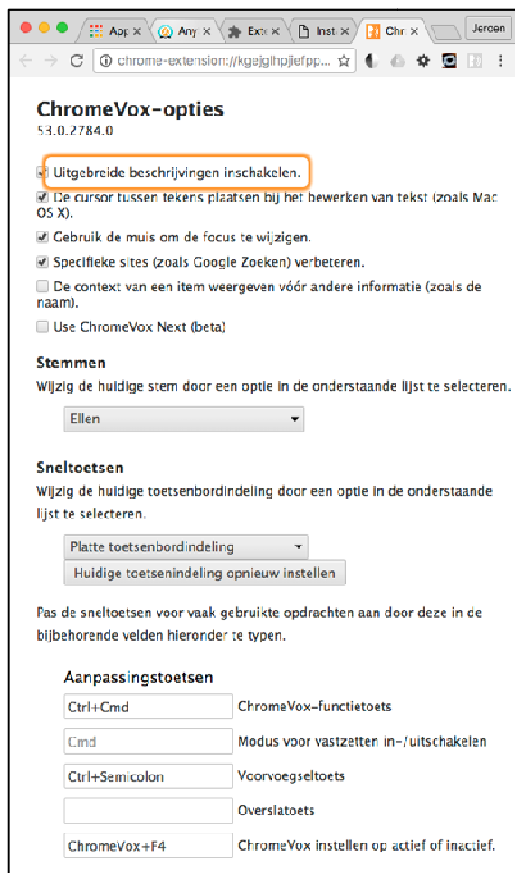 App
Any
Exte
Inst
Chr
Jeroen
chrome-extension://kgejglhpjiefpp...
ChromeVox-opties
53.0.2784.0
Uitgebreide beschrijvingen inschakelen.
De cursor tussen tekens plaatsen bij het bewerken van tekst (zoals Mac
OS X).
Gebruik de muis om de focus te wijzigen.
Specifieke sites (zoals Google Zoeken) verbeteren.
De context van een item weergeven vóór andere informatie (zoals de
naam).
Use ChromeVox Next (beta)
Stemmen
Wijzig de huidige stem door een optie in de onderstaande lijst te selecteren.
Ellen
Sneltoetsen
Wijzig de huidige toetsenbordindeling door een optie in de onderstaande
lijst te selecteren.
Platte toetsenbordindeling
Huidige toetsenindeling opnieuw instellen
Pas de sneltoetsen voor vaak gebruikte opdrachten aan door deze in de
bijbehorende velden hieronder te typen.
Aanpassingstoetsen
Ctrl+Cmd ChromeVox-functietoets
Cmd Modus voor vastzetten in-/uitschakelen
Ctrl+Semicolon Voorvoegseltoets
Overslatoets
ChromeVox+F4 ChromeVox instellen op actief of inactief.